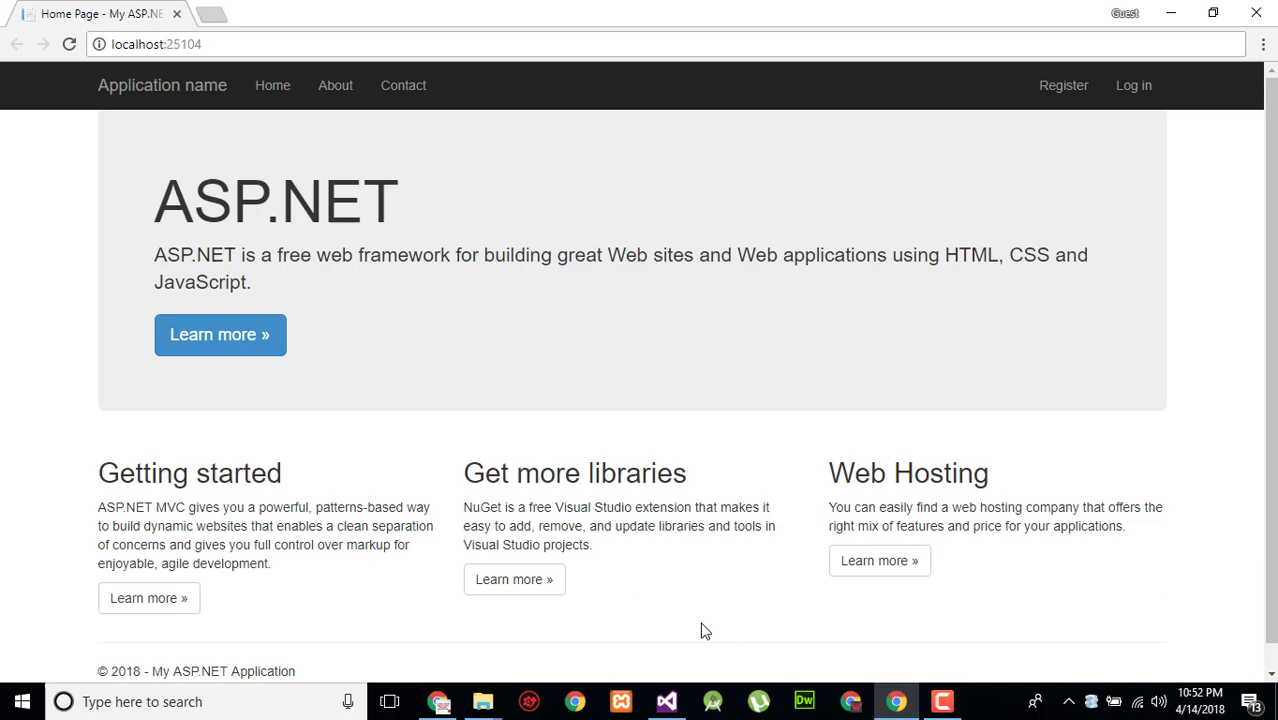 Home Page - My ASP.NE
Guest
localhost:25104
Application name Home About Contact Register Log in
ASP.NET
ASP.NET is a free web framework for building great Web sites and Web applications using HTML, CSS and
JavaScript.
Learn more »
Getting started
ASP.NET MVC gives you a powerful, patterns-based way
to build dynamic websites that enables a clean separation
of concerns and gives you full control over markup for
enjoyable, agile development.
Learn more »
Get more libraries
NuGet is a free Visual Studio extension that makes it
easy to add, remove, and update libraries and tools in
Visual Studio projects.
Learn more »
Web Hosting
You can easily find a web hosting company that offers the
right mix of features and price for your applications.
Learn more »
© 2018 - My ASP.NET Application
Type here to search
Dw
10:52 PM
4/14/2018
13